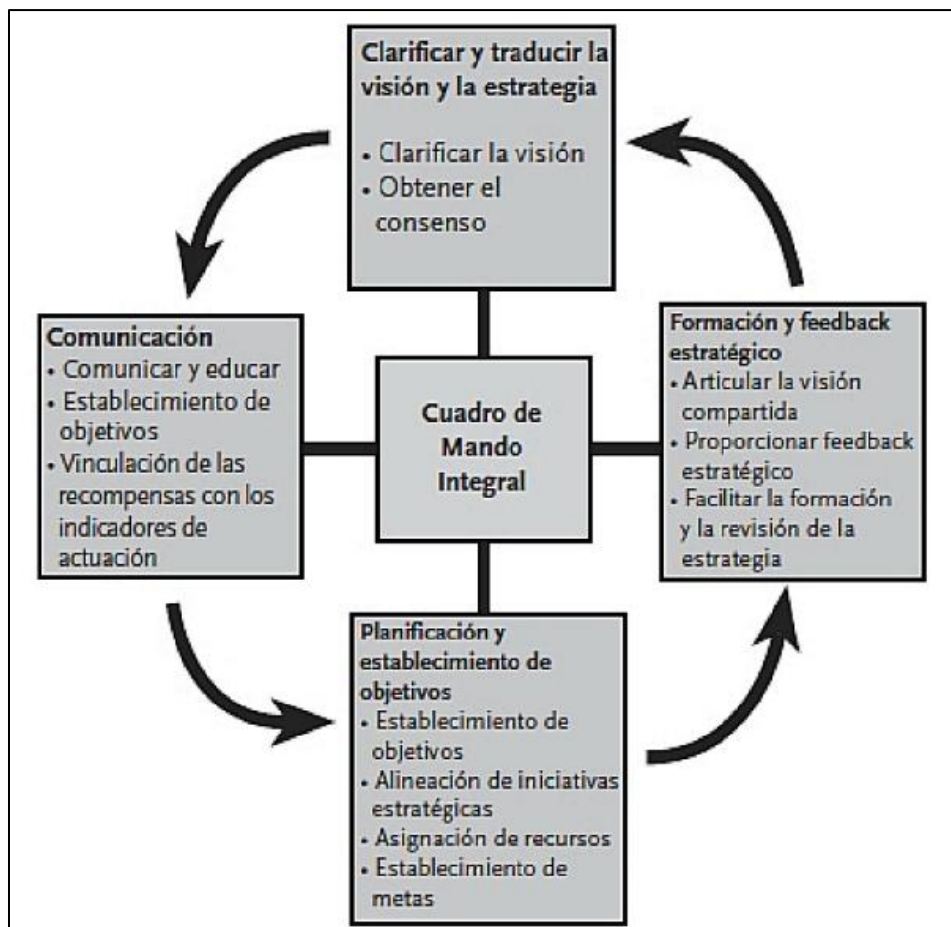 Clarificar y traducir la
visión y la estrategia
• Clarificar la visión
• Obtener el
consenso
Comunicación
• Comunicar y educar
• Establecimiento de
objetivos
• Vinculación de las
recompensas con los
indicadores de
actuación
Cuadro de
Mando
Integral
Formación y feedback
estratégico
• Articular la visión
compartida
• Proporcionar feedback
estratégico
• Facilitar la formación
y la revisión de la
estrategia
Planificación y
establecimiento de
objetivos
• Establecimiento de
objetivos
• Alineación de iniciativas
estratégicas
• Asignación de recursos
• Establecimiento de
metas